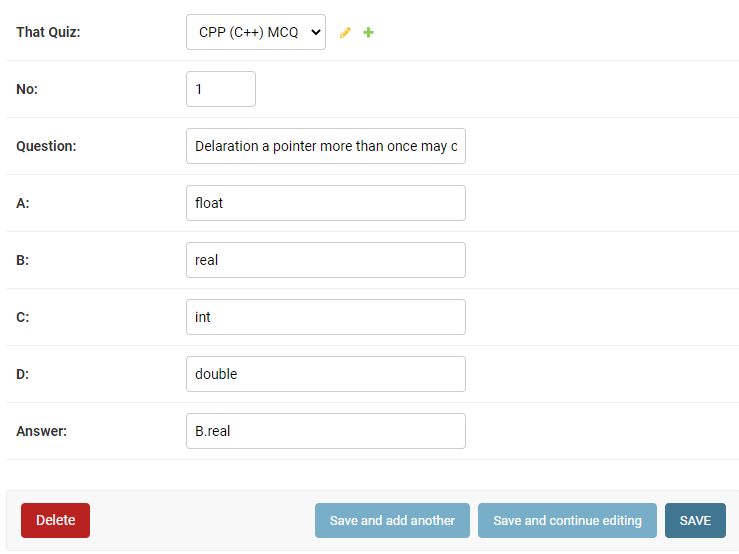 That Quiz: CPP (C++) MCQ
No: 1
Question: Delaration a pointer more than once may c
A: float
B: real
C: int
D: double
Answer: B.real
Delete Save and add another Save and continue editing SAVE